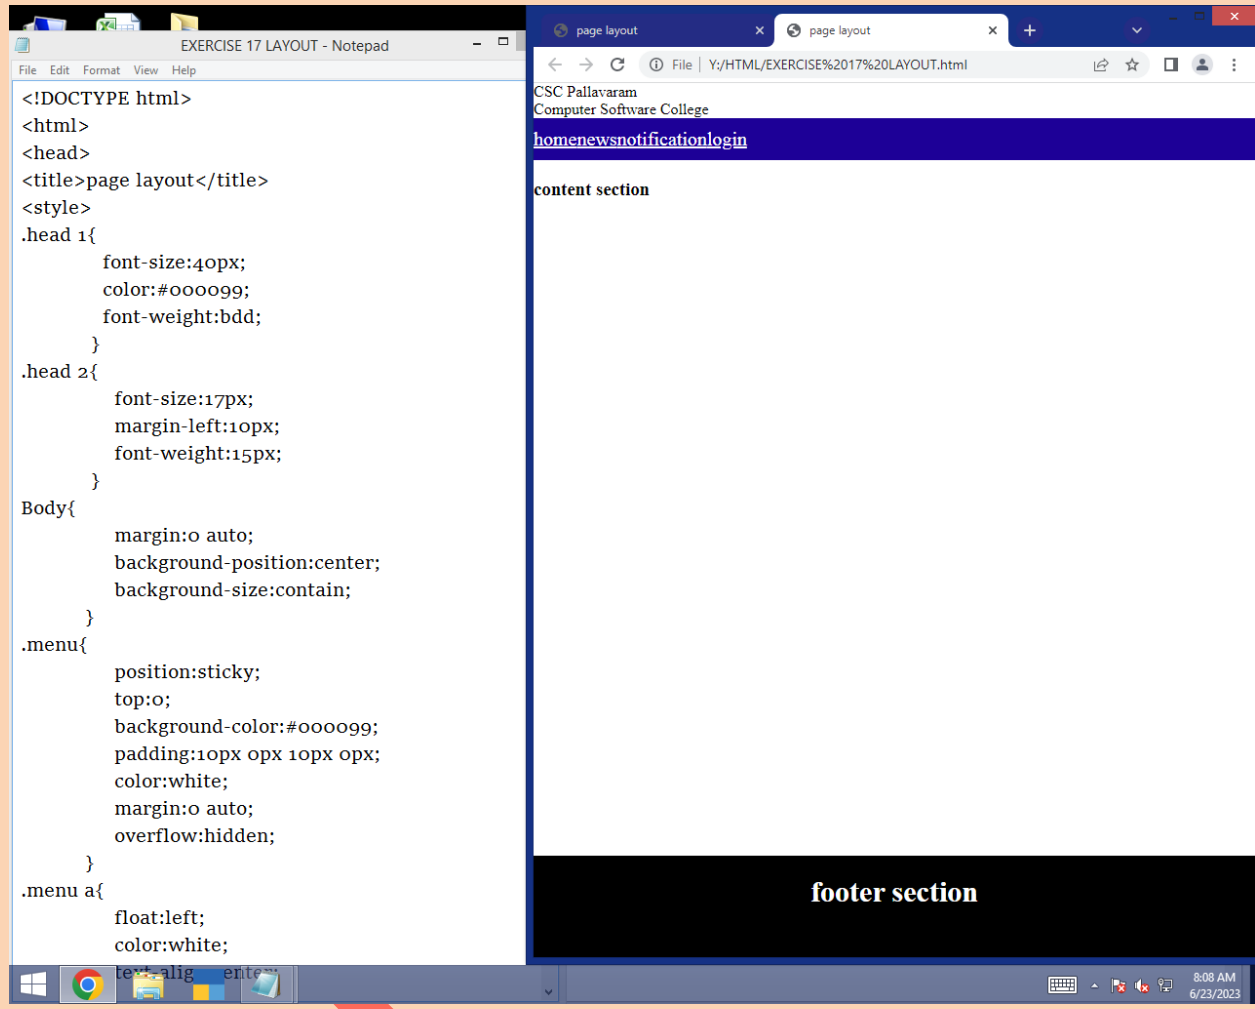 EXERCISE 17 LAYOUT - Notepad
File Edit Format View Help
<!DOCTYPE html>
<html>
<head>
<title>page layout</title>
<style>
.head 1{
font-size:40px;
color:#000099;
font-weight:bdd;
}
.head 2{
font-size:17px;
margin-left:10px;
font-weight:15px;
}
Body{
margin:0 auto;
background-position:center;
background-size:contain;
}
.menu{
position:sticky;
top:0;
background-color:#000099;
padding:10px 0px 10px 0px;
color:white;
margin:0 auto;
overflow:hidden;
}
.menu a{
float:left;
color:white;
page layout
page layout
File | Y:/HTML/EXERCISE%2017%20LAYOUT.html
CSC Pallavaram
Computer Software College
homenewsnotificationlogin
content section
footer section
8:08 AM
6/23/2023